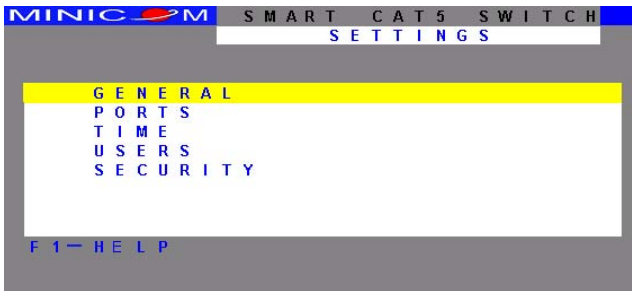 MINICOM SMART CAT5 SWITCH
SETTINGS
GENERAL
PORTS
TIME
USERS
SECURITY
F1-HELP